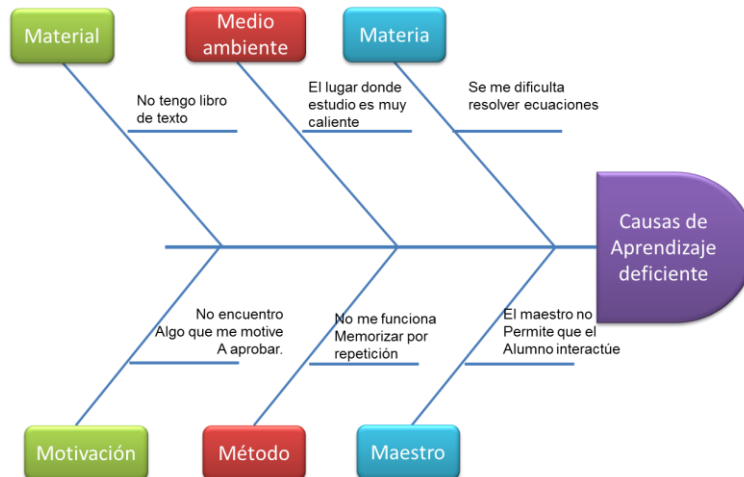 Material
Medio
ambiente
Materia
No tengo libro
de texto
El lugar donde
estudio es muy
caliente
Se me dificulta
resolver ecuaciones
Causas de
Aprendizaje
deficiente
No encuentro
Algo que me motive
A aprobar.
No me funciona
Memorizar por
repetición
El maestro no
Permite que el
Alumno interactúe
Motivación
Método
Maestro